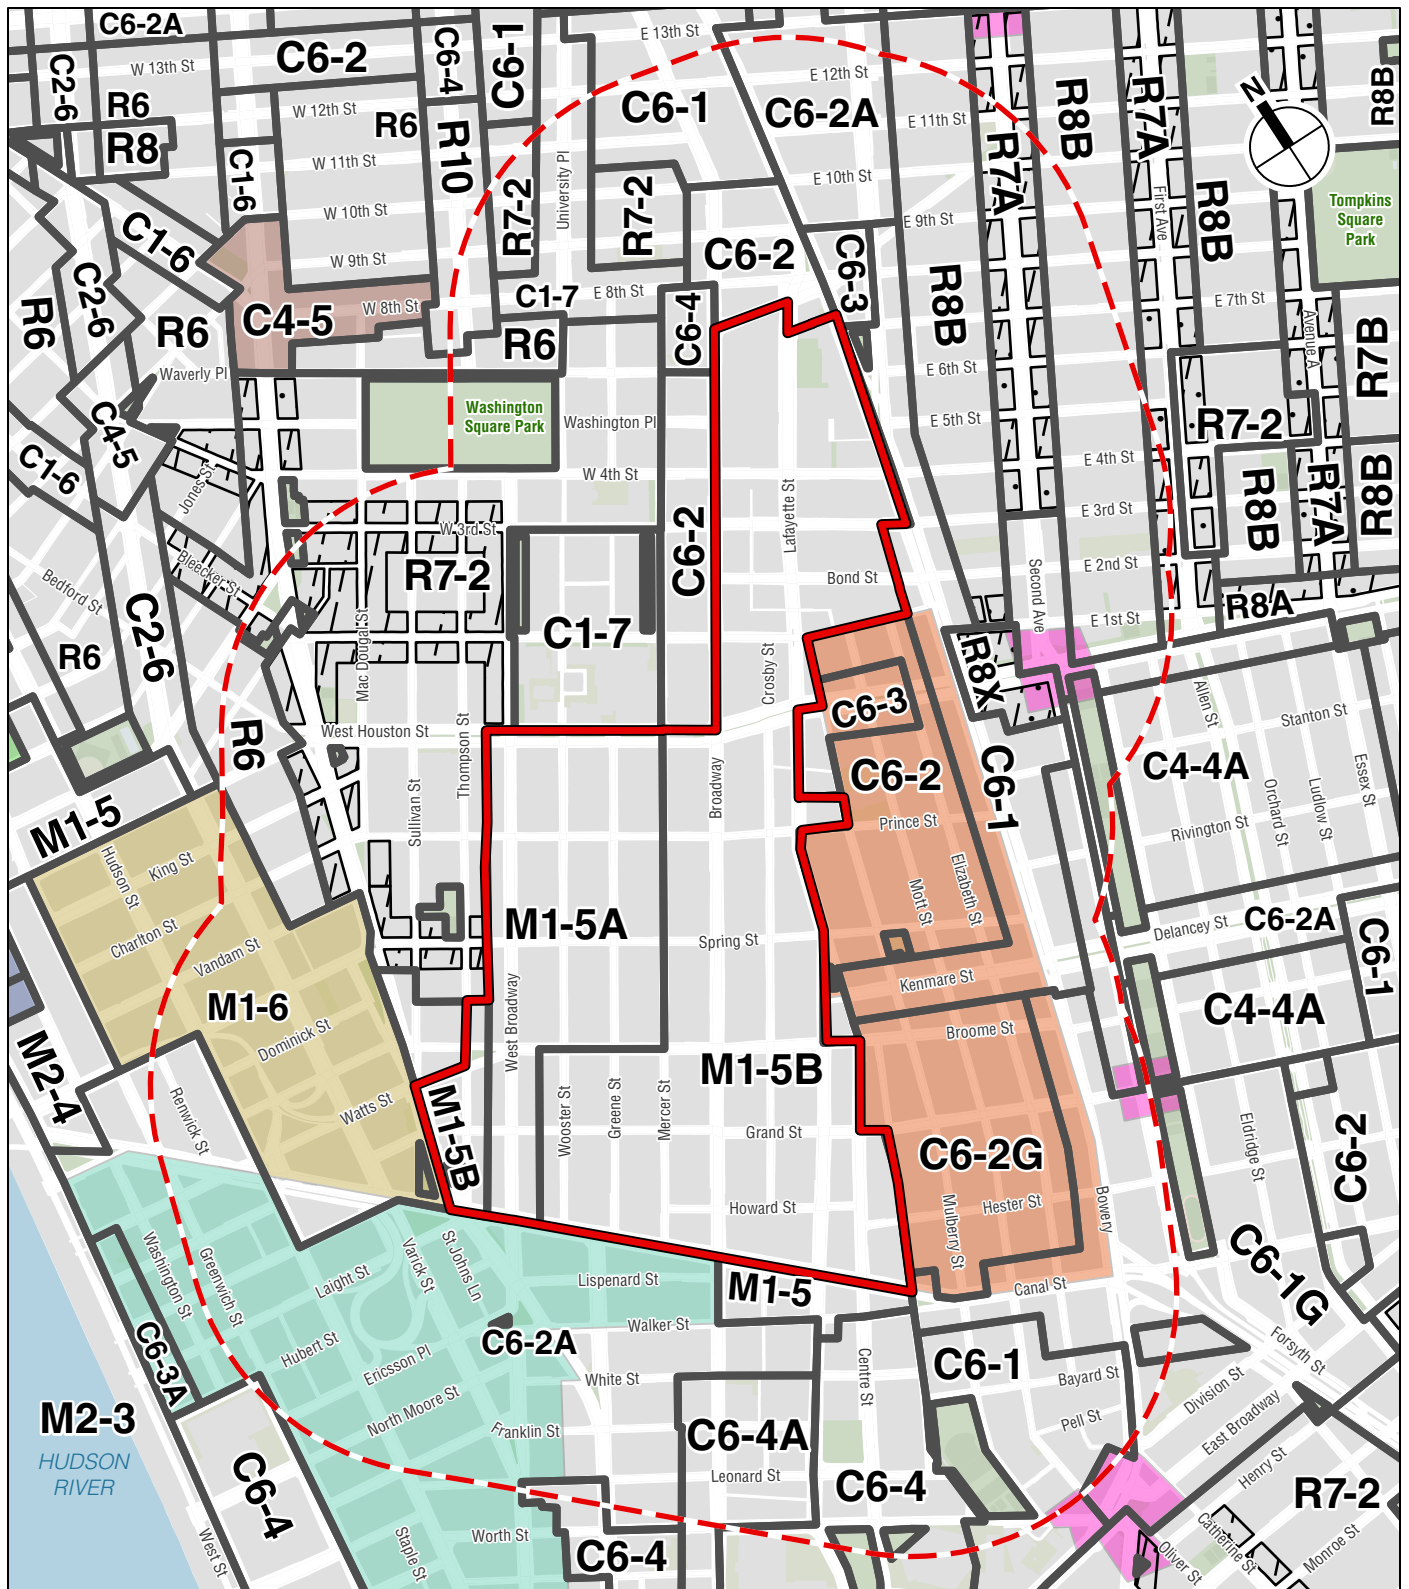 C6-2A
C6-2
C6-4
C6-1
E 13th St
W 13th St
C2-6
R6
R8
W 12th St
R6
W 11th St
R10
C1-6
W 10th St
W 9th St
C1-6
R7-2
University Pl
R7-2
C6-1
E 12th St
C6-2A
E 11th St
E 10th St
E 9th St
C6-2
C6-3
R7A
R8B
R7A
First Ave
R8B
R8B
N
Tompkins
Square
Park
R8B
E 7th St
Avenue A
R7B
C2-6
R6
R6
C4-5
W 8th St
C1-7
E 8th St
R6
C6-4
Waverly Pl
E 6th St
E 5th St
E 4th St
E 3rd St
E 2nd St
E 1st St
R7-2
R8B
R7A
R8B
R8A
Washington
Square Park
Washington Pl
W 4th St
C4-5
C1-6
Jones St
W 3rd St
Bleecker St
Bedford St
R7-2
C6-2
Lafayette St
Bond St
Second Ave
C2-6
R6
Mac Dougal St
C1-7
Crosby St
R8X
C6-3
Allen St
Stanton St
R6
West Houston St
Thompson St
Sullivan St
Broadway
C6-2
C6-1
C4-4A
Essex St
Orchard St
Ludlow St
Rivington St
Prince St
M1-5
Hudson St
King St
Charlton St
Vandam St
M1-5A
Spring St
Mott St
Elizabeth St
Delancey St
C6-2A
C6-1
Kenmare St
M1-6
Dominick St
West Broadway
Broome St
C4-4A
M2-4
Renwick St
Watts St
M1-5B
Wooster St
Greene St
Mercer St
M1-5B
Grand St
C6-2G
Eldridge St
C6-2
Howard St
Mulberry St
Hester St
Bowery
Washington St
Greenwich St
Laight St
Varick St
St Johns Ln
Lispenard St
M1-5
Canal St
C6-1G
Forsyth St
C6-3A
Hubert St
Ericsson Pl
C6-2A
Walker St
White St
Centre St
C6-1
Bayard St
Division St
M2-3
HUDSON
RIVER
North Moore St
Franklin St
C6-4A
Pell St
East Broadway
C6-4
Leonard St
C6-4
Henry St
R7-2
West St
Staple St
Worth St
C6-4
Oliver St
Catherine St
Monroe St